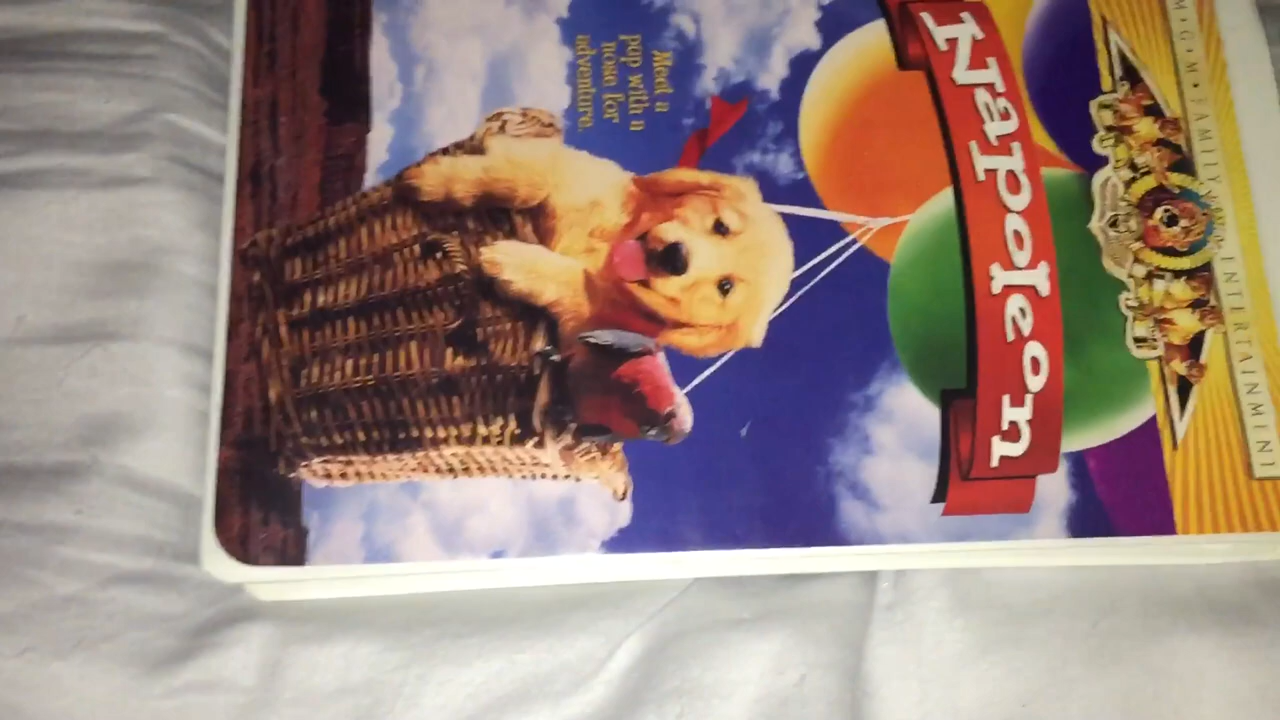 M•G•M • FAMILY ENTERTAINMENT
Napoleon
Meet a
pup with a
nose for
adventure.